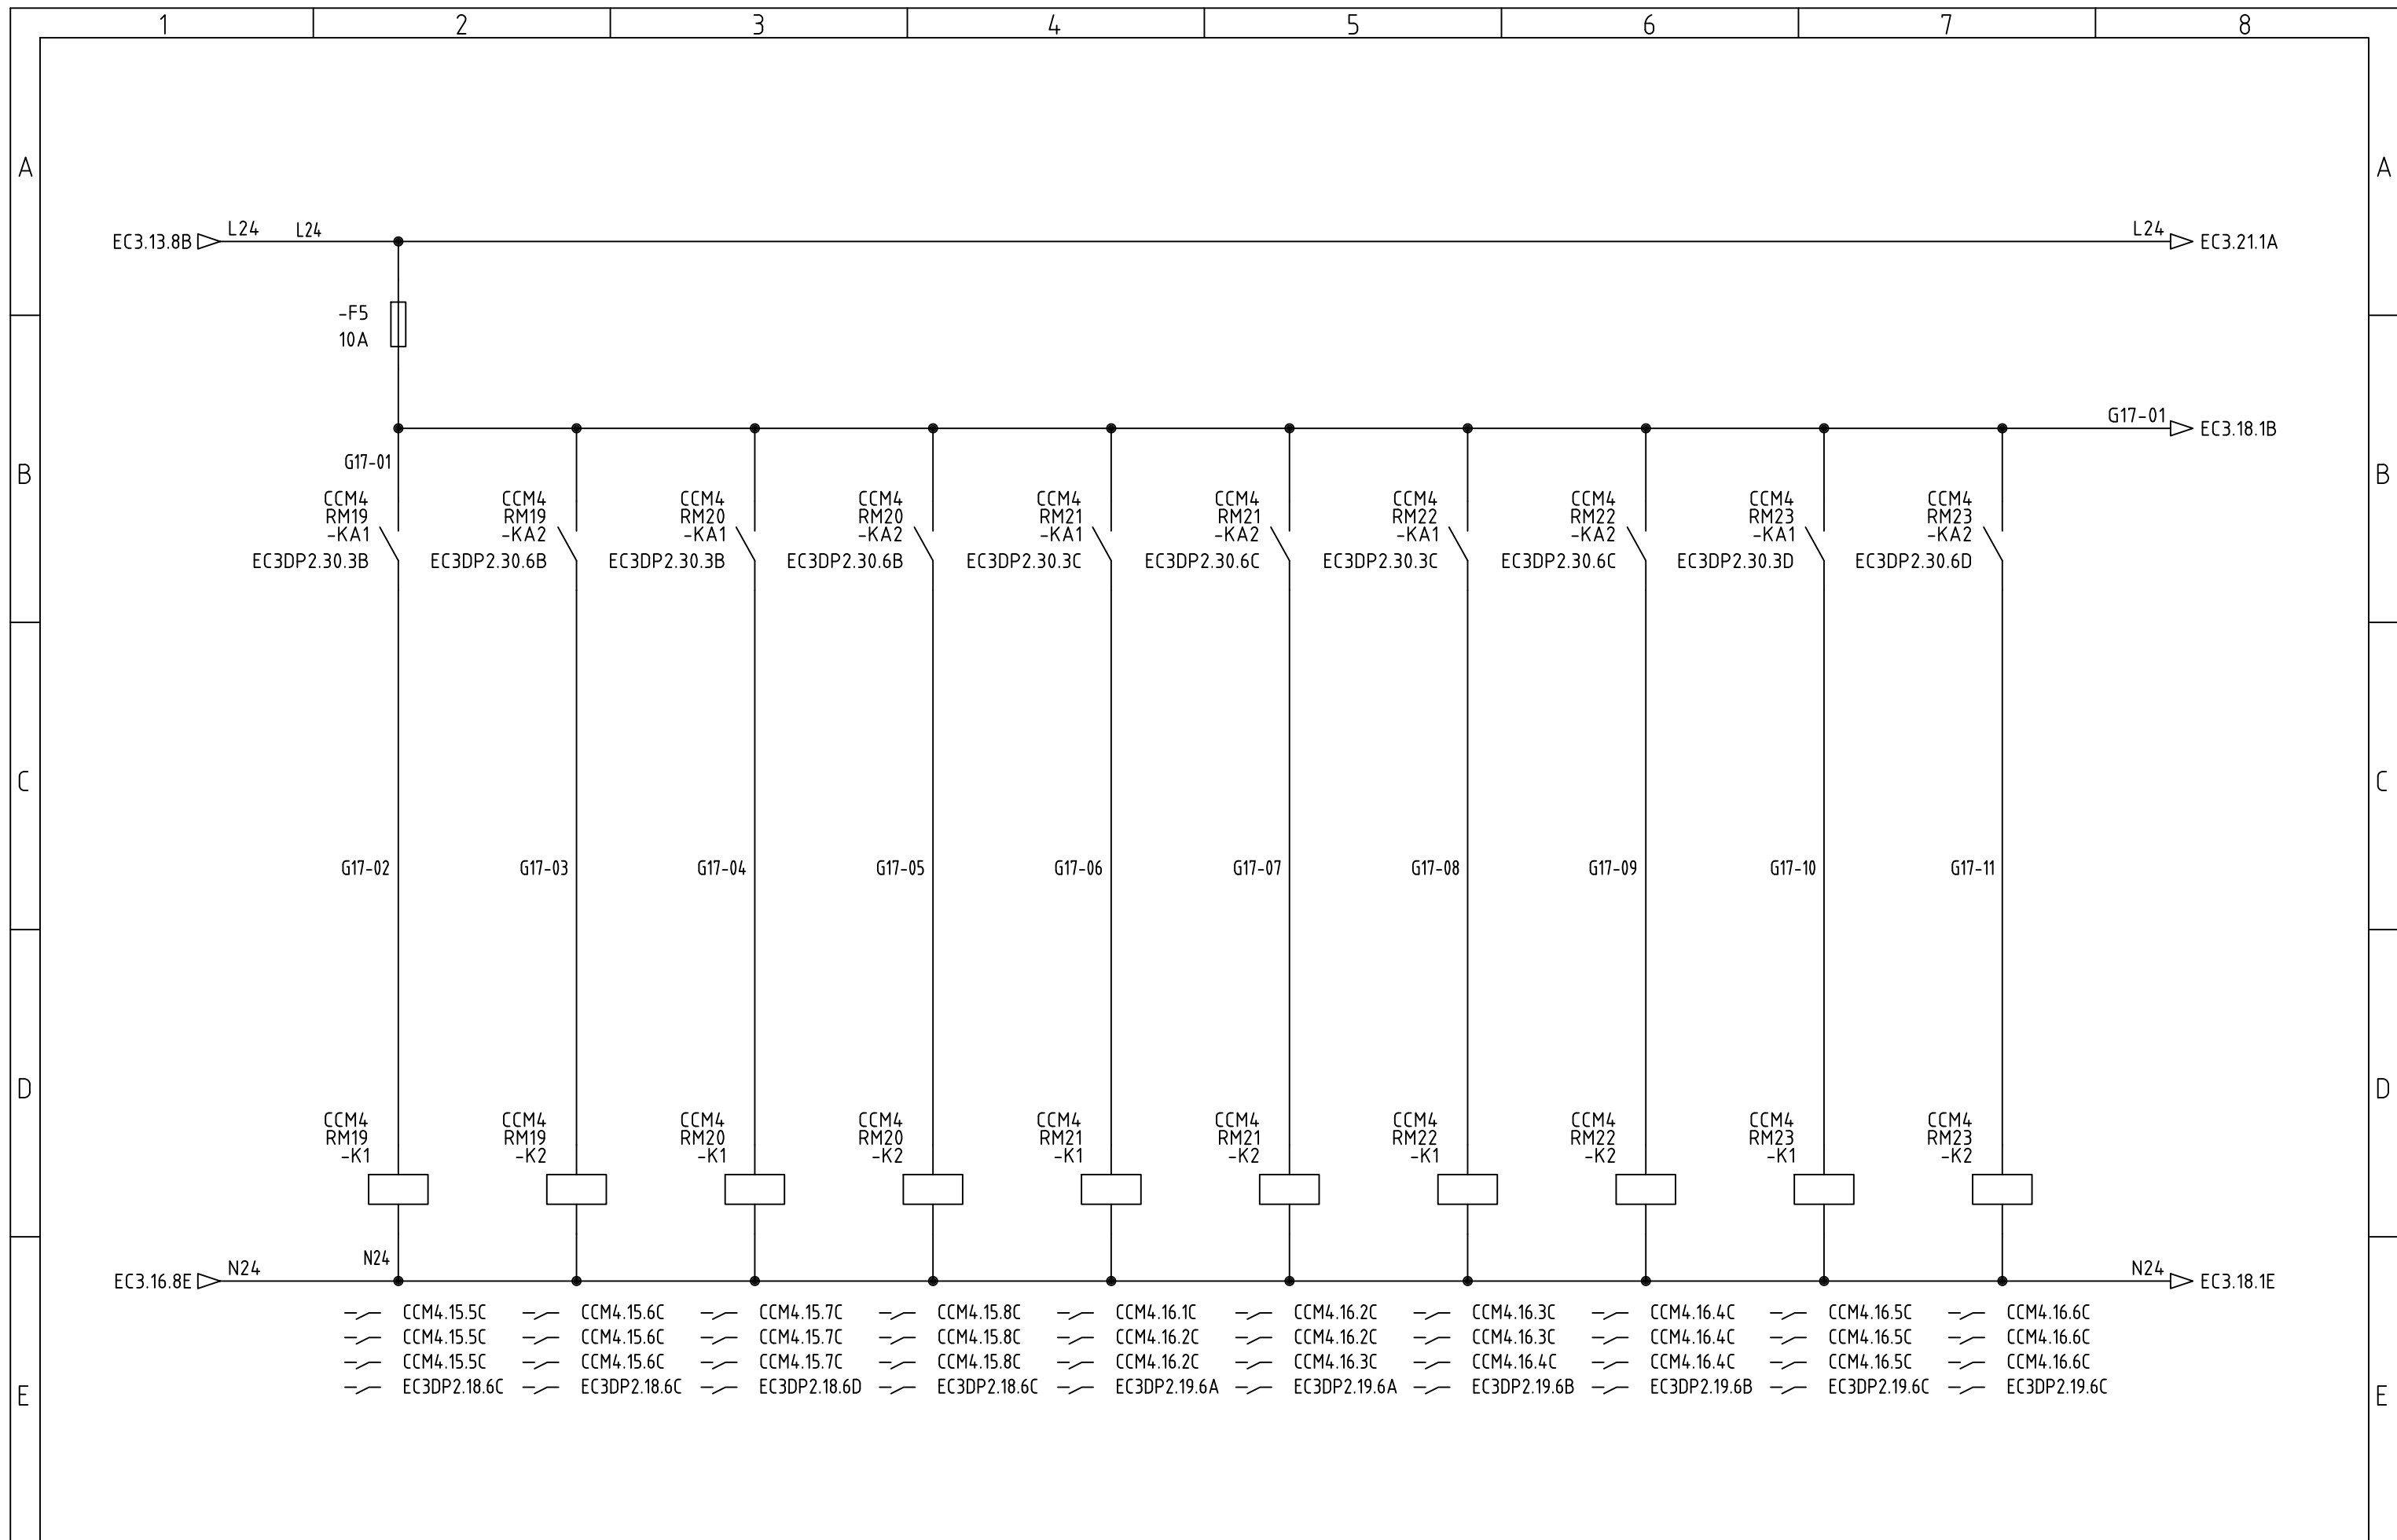 1 2 3 4 5 6 7 8
A A
L24 L24 L24
EC3.13.8B EC3.21.1A
-F5
10A
G17-01
EC3.18.1B
G17-01
B B
CCM4 CCM4 CCM4 CCM4 CCM4 CCM4 CCM4 CCM4 CCM4 CCM4
RM19 RM19 RM20 RM20 RM21 RM21 RM22 RM22 RM23 RM23
-KA1 -KA2 -KA1 -KA2 -KA1 -KA2 -KA1 -KA2 -KA1 -KA2
EC3DP2.30.3B EC3DP2.30.6B EC3DP2.30.3B EC3DP2.30.6B EC3DP2.30.3C EC3DP2.30.6C EC3DP2.30.3C EC3DP2.30.6C EC3DP2.30.3D EC3DP2.30.6D
C C
G17-02 G17-03 G17-04 G17-05 G17-06 G17-07 G17-08 G17-09 G17-10 G17-11
D D
CCM4 CCM4 CCM4 CCM4 CCM4 CCM4 CCM4 CCM4 CCM4 CCM4
RM19 RM19 RM20 RM20 RM21 RM21 RM22 RM22 RM23 RM23
-K1 -K2 -K1 -K2 -K1 -K2 -K1 -K2 -K1 -K2
N24 N24 N24
EC3.16.8E EC3.18.1E
CCM4.15.5C CCM4.15.6C CCM4.15.7C CCM4.15.8C CCM4.16.1C CCM4.16.2C CCM4.16.3C CCM4.16.4C CCM4.16.5C CCM4.16.6C
CCM4.15.5C CCM4.15.6C CCM4.15.7C CCM4.15.8C CCM4.16.2C CCM4.16.2C CCM4.16.3C CCM4.16.4C CCM4.16.5C CCM4.16.6C
CCM4.15.5C CCM4.15.6C CCM4.15.7C CCM4.15.8C CCM4.16.2C CCM4.16.3C CCM4.16.4C CCM4.16.4C CCM4.16.5C CCM4.16.6C
EC3DP2.18.6C EC3DP2.18.6C EC3DP2.18.6D EC3DP2.18.6C EC3DP2.19.6A EC3DP2.19.6A EC3DP2.19.6B EC3DP2.19.6B EC3DP2.19.6C EC3DP2.19.6C
E E